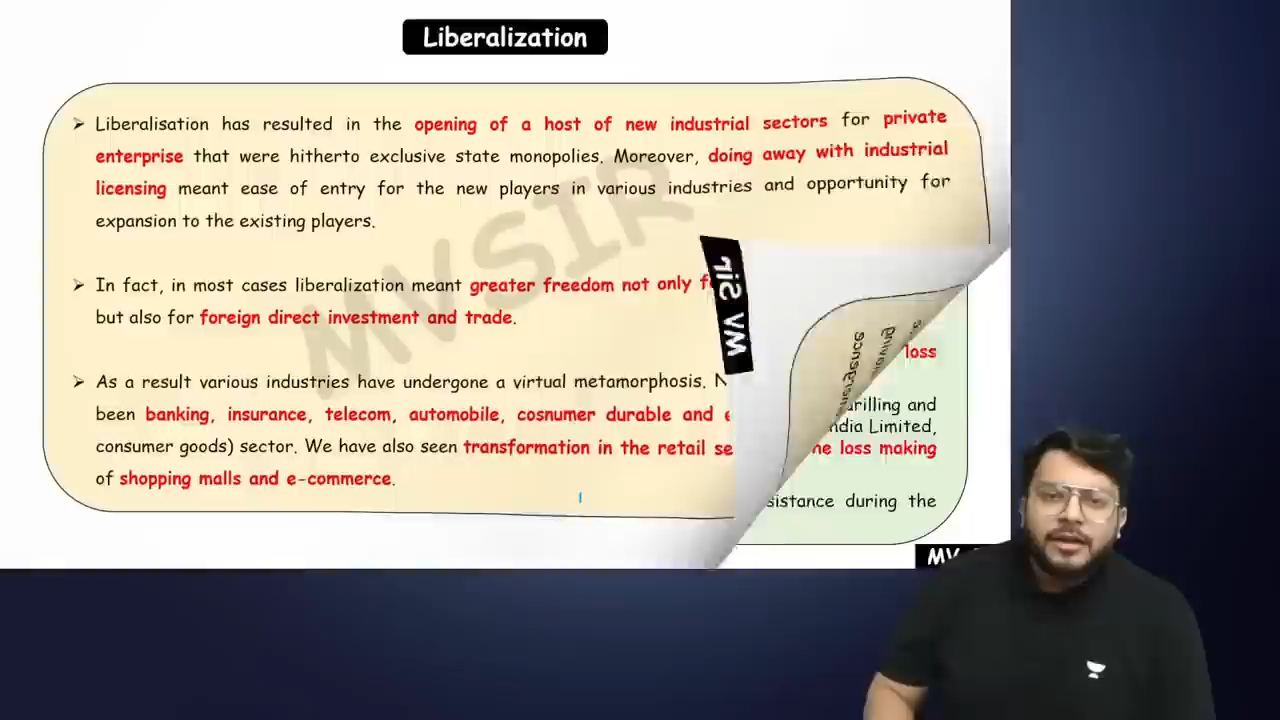 Liberalization
➤ Liberalisation has resulted in the opening of a host of new industrial sectors for private
enterprise that were hitherto exclusive state monopolies. Moreover, doing away with industrial
licensing meant ease of entry for the new players in various industries and opportunity for
expansion to the existing players.
➤ In fact, in most cases liberalization meant greater freedom not only
but also for foreign direct investment and trade.
➤ As a result various industries have undergone a virtual metamorphosis.
been banking, insurance, telecom, automobile, cosnumer durable and
consumer goods) sector. We have also seen transformation in the retail
of shopping malls and e-commerce.
MVSIR
MV Sir
loss
drilling and
India Limited,
loss making
during the
MV